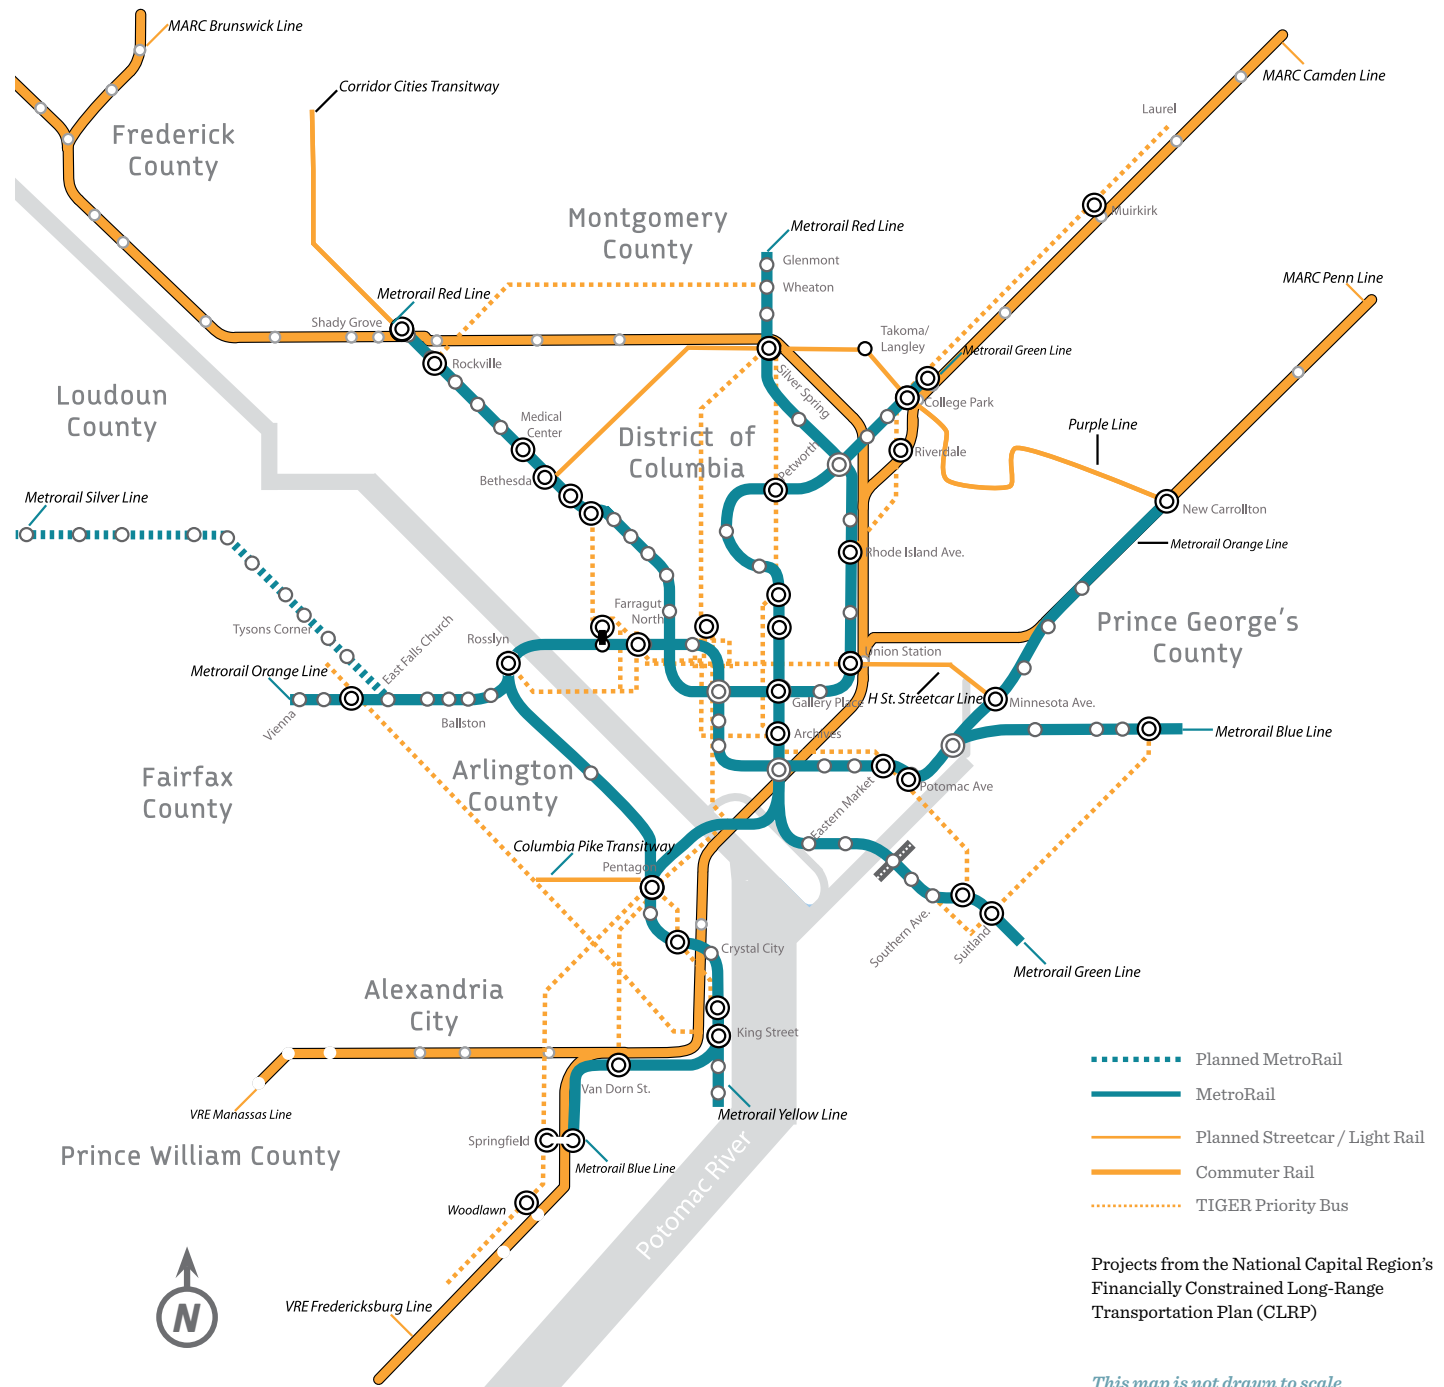 MARC Brunswick Line
MARC Camden Line
Corridor Cities Transitway
Laurel
Frederick
County
Muirkirk
Montgomery
County
Metrorail Red Line
Glenmont
Wheaton
MARC Penn Line
Metrorail Red Line
Shady Grove
Takoma/
Langley
Metrorail Green Line
Rockville
Silver Spring
College Park
Loudoun
County
Medical
Center
District of
Columbia
Purple Line
Petworth
Riverdale
Bethesda
Metrorail Silver Line
New Carrollton
Metrorail Orange Line
Rhode Island Ave.
Farragut
North
Tysons Corner
East Falls Church
Rosslyn
Prince George's
County
Union Station
Metrorail Orange Line
H St. Streetcar Line
Gallery Place
Minnesota Ave.
Vienna
Ballston
Archives
Metrorail Blue Line
Fairfax
County
Arlington
County
Eastern Market
Potomac Ave
Columbia Pike Transitway
Pentagon
Southern Ave.
Suitland
Crystal City
Metrorail Green Line
Alexandria
City
King Street
Van Dorn St.
VRE Manassas Line
Metrorail Yellow Line
Springfield
Prince William County
Metrorail Blue Line
Potomac River
Woodlawn
VRE Fredericksburg Line
N
Planned MetroRail
MetroRail
Planned Streetcar / Light Rail
Commuter Rail
TIGER Priority Bus
Projects from the National Capital Region's
Financially Constrained Long-Range
Transportation Plan (CLRP)
This map is not drawn to scale